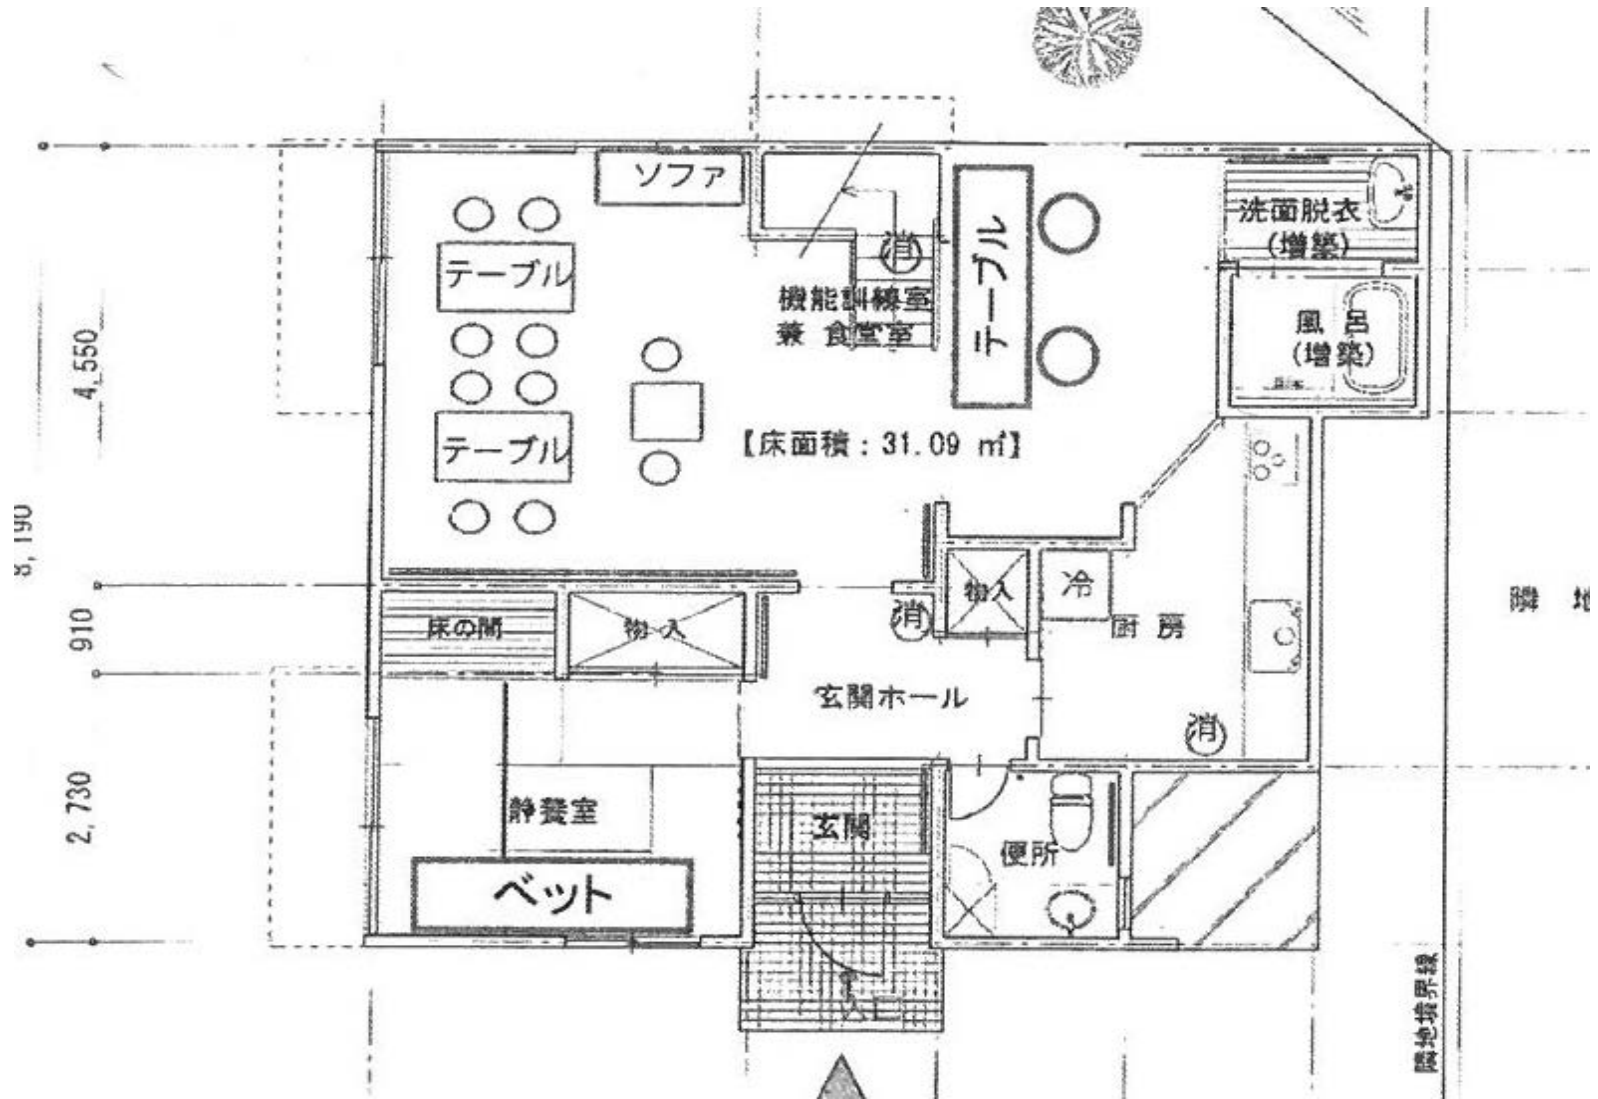 ソファ
テーブル
洗面脱衣
(増築)
消
テーブル
機能訓練室
兼 食堂室
風 呂
(増築)
4,550
テーブル
【床面積：31.09 ㎡】
8,190
910
床の間
物 入
消
物入
冷
厨 房
隣 地
玄関ホール
消
2,730
静養室
玄関
便所
ベット
入口
隣地境界線